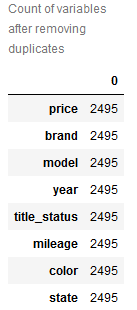 Count of variables
after removing
duplicates
0
price 2495
brand 2495
model 2495
year 2495
title_status 2495
mileage 2495
color 2495
state 2495